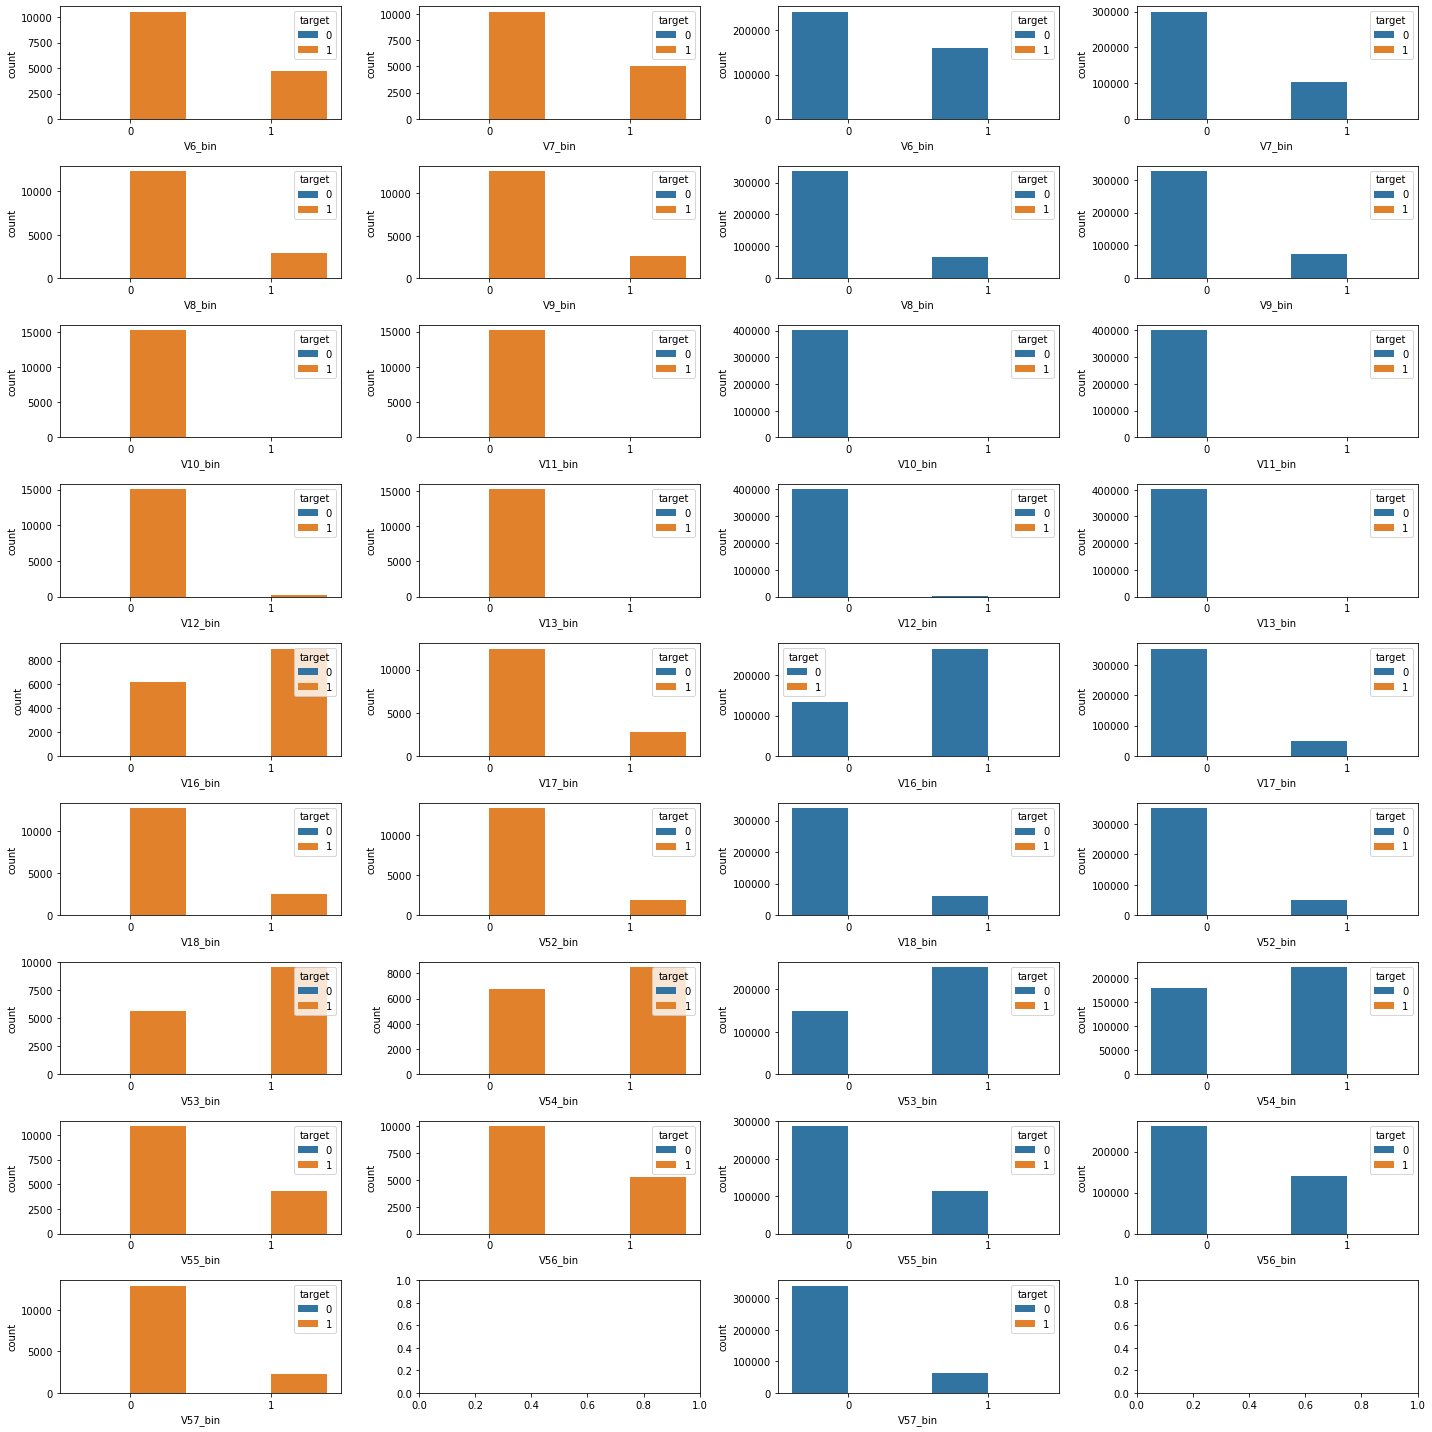 10000
7500
5000
2500
0
count
target
0
1
0 1
V6_bin
10000
7500
5000
2500
0
count
target
0
1
0 1
V7_bin
200000
100000
0
count
target
0
1
0 1
V6_bin
300000
200000
100000
0
count
target
0
1
0 1
V7_bin
10000
5000
0
count
target
0
1
0 1
V8_bin
10000
5000
0
count
target
0
1
0 1
V9_bin
300000
200000
100000
0
count
target
0
1
0 1
V8_bin
300000
200000
100000
0
count
target
0
1
0 1
V9_bin
15000
10000
5000
0
count
target
0
1
0 1
V10_bin
15000
10000
5000
0
count
target
0
1
0 1
V11_bin
400000
300000
200000
100000
0
count
target
0
1
0 1
V10_bin
400000
300000
200000
100000
0
count
target
0
1
0 1
V11_bin
15000
10000
5000
0
count
target
0
1
0 1
V12_bin
15000
10000
5000
0
count
target
0
1
0 1
V13_bin
400000
300000
200000
100000
0
count
target
0
1
0 1
V12_bin
400000
300000
200000
100000
0
count
target
0
1
0 1
V13_bin
8000
6000
4000
2000
0
count
target
0
1
0 1
V16_bin
10000
5000
0
count
target
0
1
0 1
V17_bin
200000
100000
0
count
target
0
1
0 1
V16_bin
300000
200000
100000
0
count
target
0
1
0 1
V17_bin
10000
5000
0
count
target
0
1
0 1
V18_bin
10000
5000
0
count
target
0
1
0 1
V52_bin
300000
200000
100000
0
count
target
0
1
0 1
V18_bin
300000
200000
100000
0
count
target
0
1
0 1
V52_bin
10000
7500
5000
2500
0
count
target
0
1
0 1
V53_bin
8000
6000
4000
2000
0
count
target
0
1
0 1
V54_bin
200000
100000
0
count
target
0
1
0 1
V53_bin
200000
150000
100000
50000
0
count
target
0
1
0 1
V54_bin
10000
7500
5000
2500
0
count
target
0
1
0 1
V55_bin
10000
7500
5000
2500
0
count
target
0
1
0 1
V56_bin
300000
200000
100000
0
count
target
0
1
0 1
V55_bin
200000
100000
0
count
target
0
1
0 1
V56_bin
10000
5000
0
count
target
0
1
0 1
V57_bin
1.0
0.8
0.6
0.4
0.2
0.0
0.0 0.2 0.4 0.6 0.8 1.0
300000
200000
100000
0
count
target
0
1
0 1
V57_bin
1.0
0.8
0.6
0.4
0.2
0.0
0.0 0.2 0.4 0.6 0.8 1.0